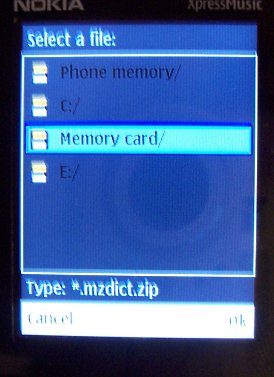 NOKIA XpressMusic
Select a file:
Phone memory/
C:/
Memory card/
E:/
Type: *.mzdict.zip
Cancel Ok